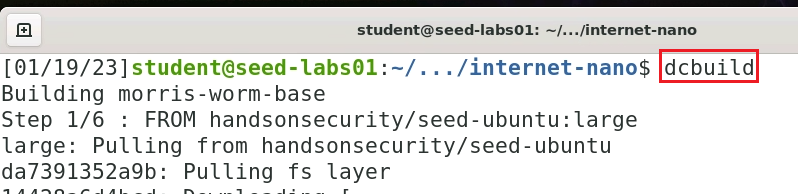 student@seed-labs01: ~/.../internet-nano
[01/19/23]student@seed-labs01:~/.../internet-nano$ dcbuild
Building morris-worm-base
Step 1/6 : FROM handsonsecurity/seed-ubuntu:large
large: Pulling from handsonsecurity/seed-ubuntu
da7391352a9b: Pulling fs layer
14428a6d4bcd: Downloading [